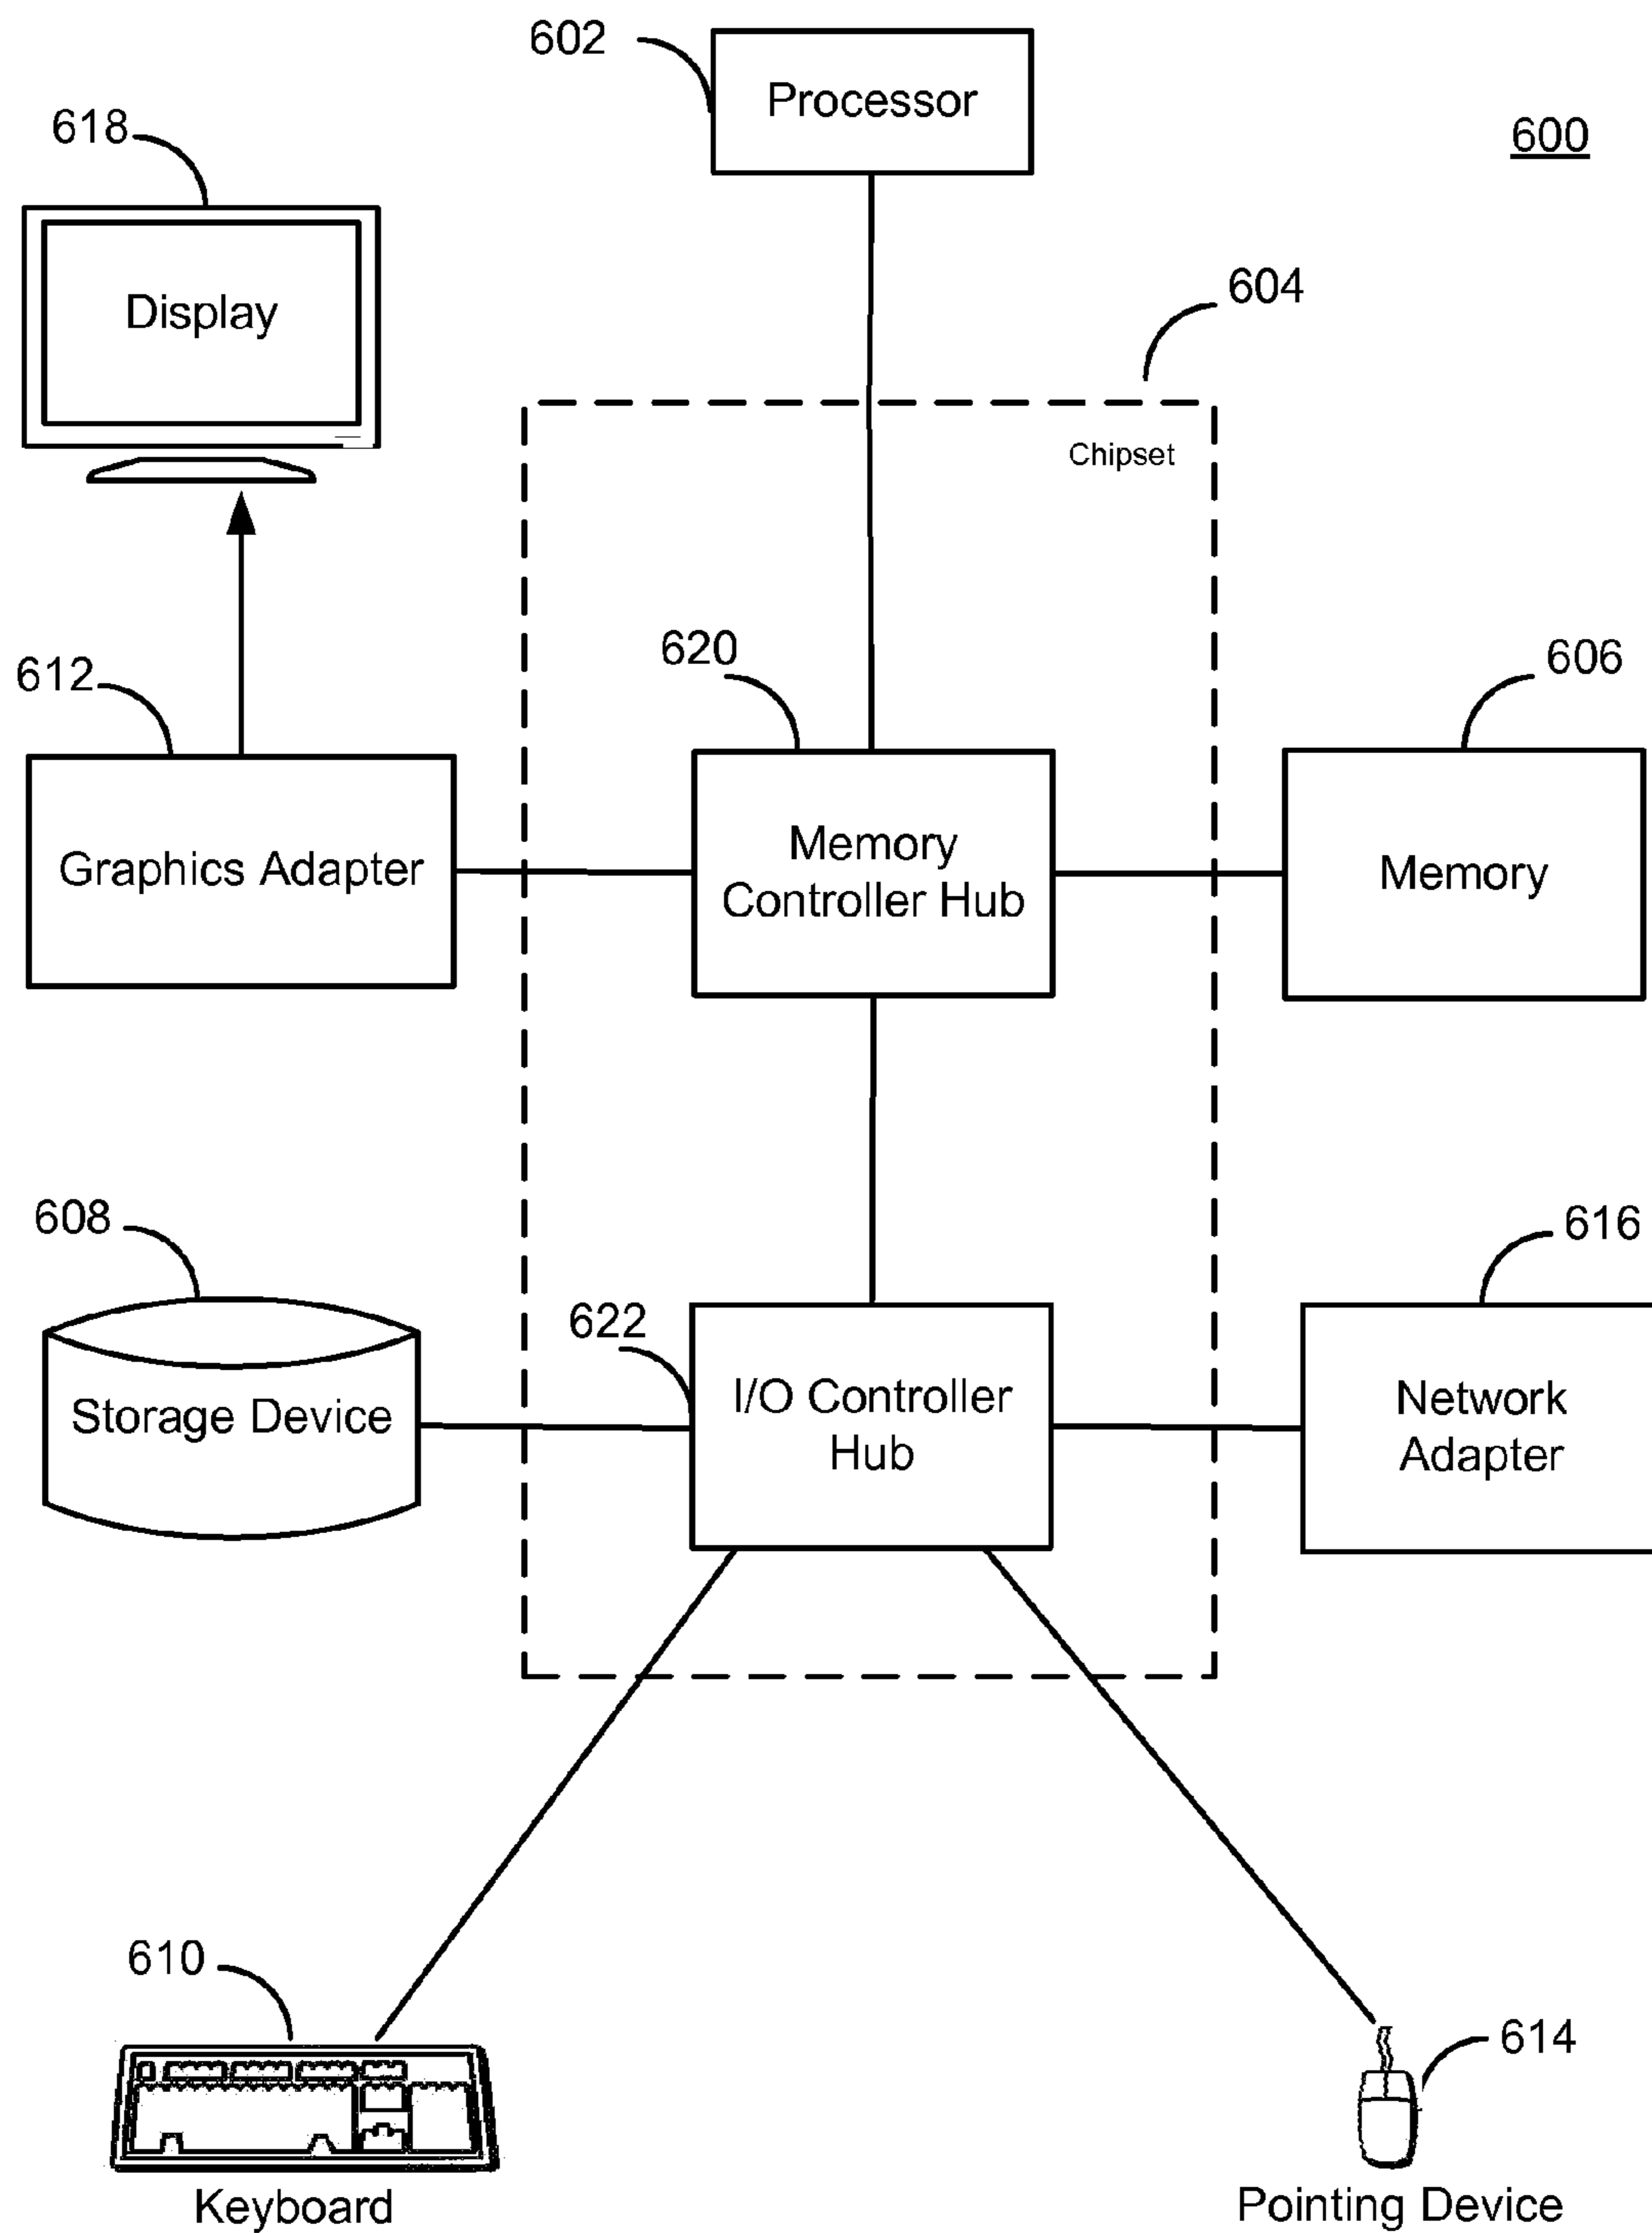 602
Processor
618
600
Display
604
Chipset
620
606
612
Memory
Controller Hub
Graphics Adapter
Memory
608
616
622
I/O Controller
Hub
Storage Device
Network
Adapter
610
614
Keyboard
Pointing Device